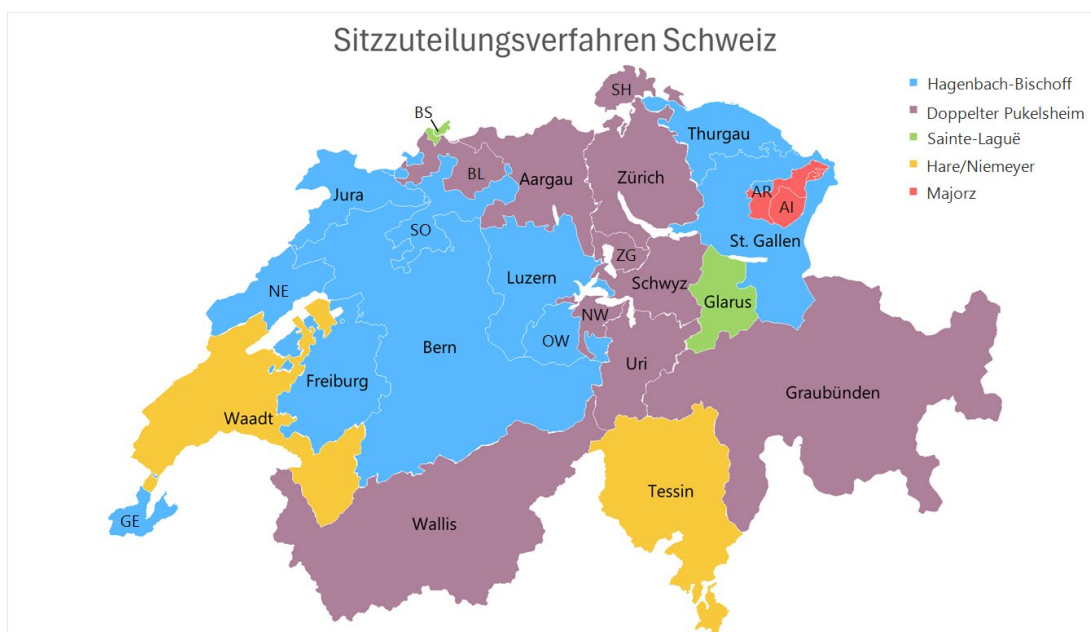 Sitzzuteilungsverfahren Schweiz
Hagenbach-Bischoff
Doppelter Pukelsheim
Sainte-Laguë
Hare/Niemeyer
Majorz
SH
BS
Thurgau
BL
Aargau
Zürich
Jura
AR
AI
SO
St. Gallen
ZG
Luzern
Schwyz
NE
Glarus
NW
OW
Bern
Uri
Freiburg
Graubünden
Waadt
Tessin
GE
Wallis